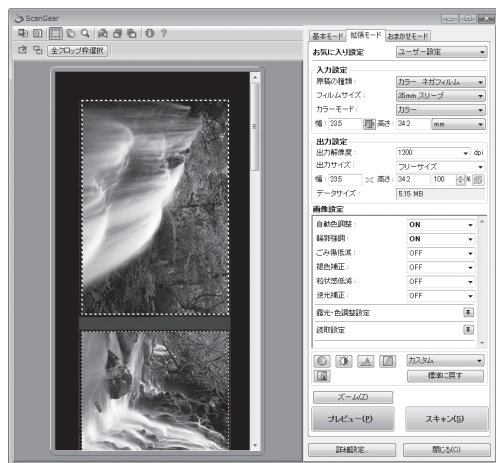 ScanGear
全クロップ枠選択
基本モード 拡張モード おまかせモード
お気に入り設定 ユーザー設定
入力設定
原稿の種類: カラー ネガフィルム
フィルムサイズ: 35mm スリーブ
カラーモード: カラー
幅: 23.5 高さ: 34.2 mm
出力設定
出力解像度: 1200 dpi
出力サイズ: フリーサイズ
幅: 23.5 高さ: 34.2 100 %
データサイズ: 5.15 MB
画像設定
自動色調整: ON
輪郭強調: ON
ごみ傷低減: OFF
褪色補正: OFF
粒状感低減: OFF
逆光補正: OFF
露光・色調整設定
読取設定
カスタム
標準に戻す
ズーム(Z)
プレビュー(P) スキャン(S)
詳細設定... 閉じる(C)